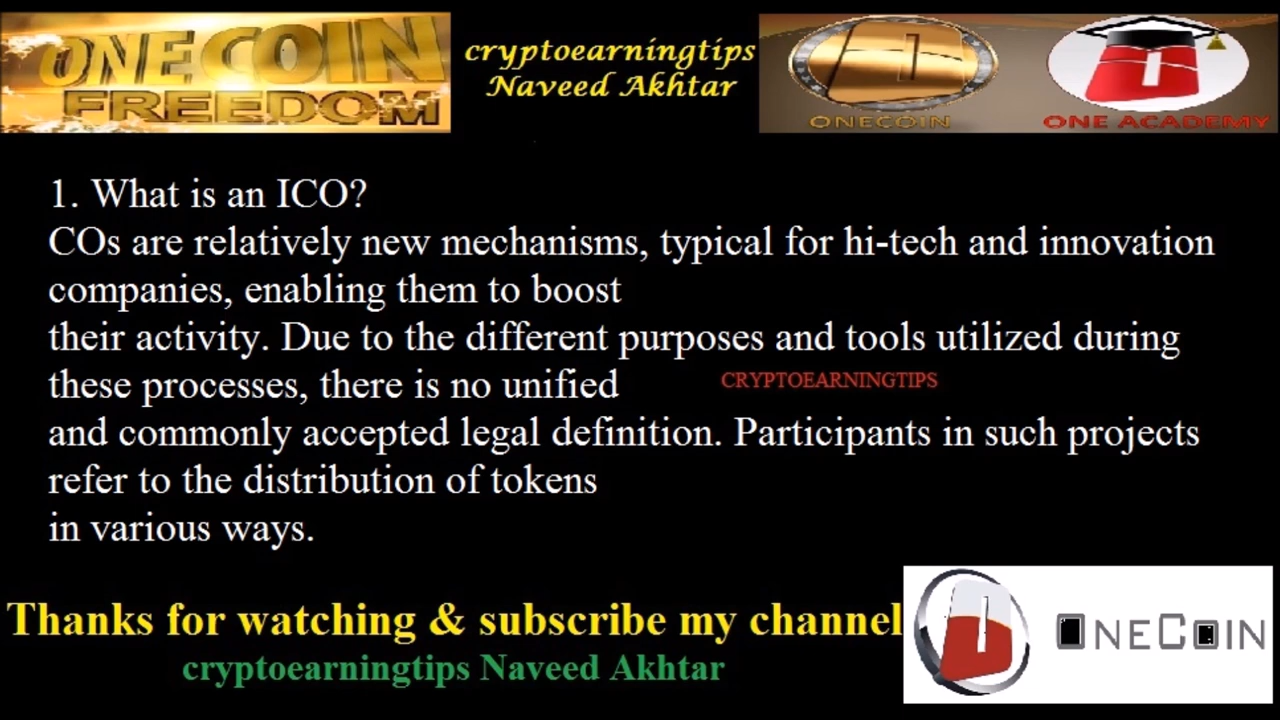 ONE COIN
FREEDOM
cryptoearningtips
Naveed Akhtar
ONECOIN
ONE ACADEMY
1. What is an ICO?
COs are relatively new mechanisms, typical for hi-tech and innovation
companies, enabling them to boost
their activity. Due to the different purposes and tools utilized during
these processes, there is no unified
CRYPTOEARNINGTIPS
and commonly accepted legal definition. Participants in such projects
refer to the distribution of tokens
in various ways.
Thanks for watching & subscribe my channel
cryptoearningtips Naveed Akhtar
ONECOIN